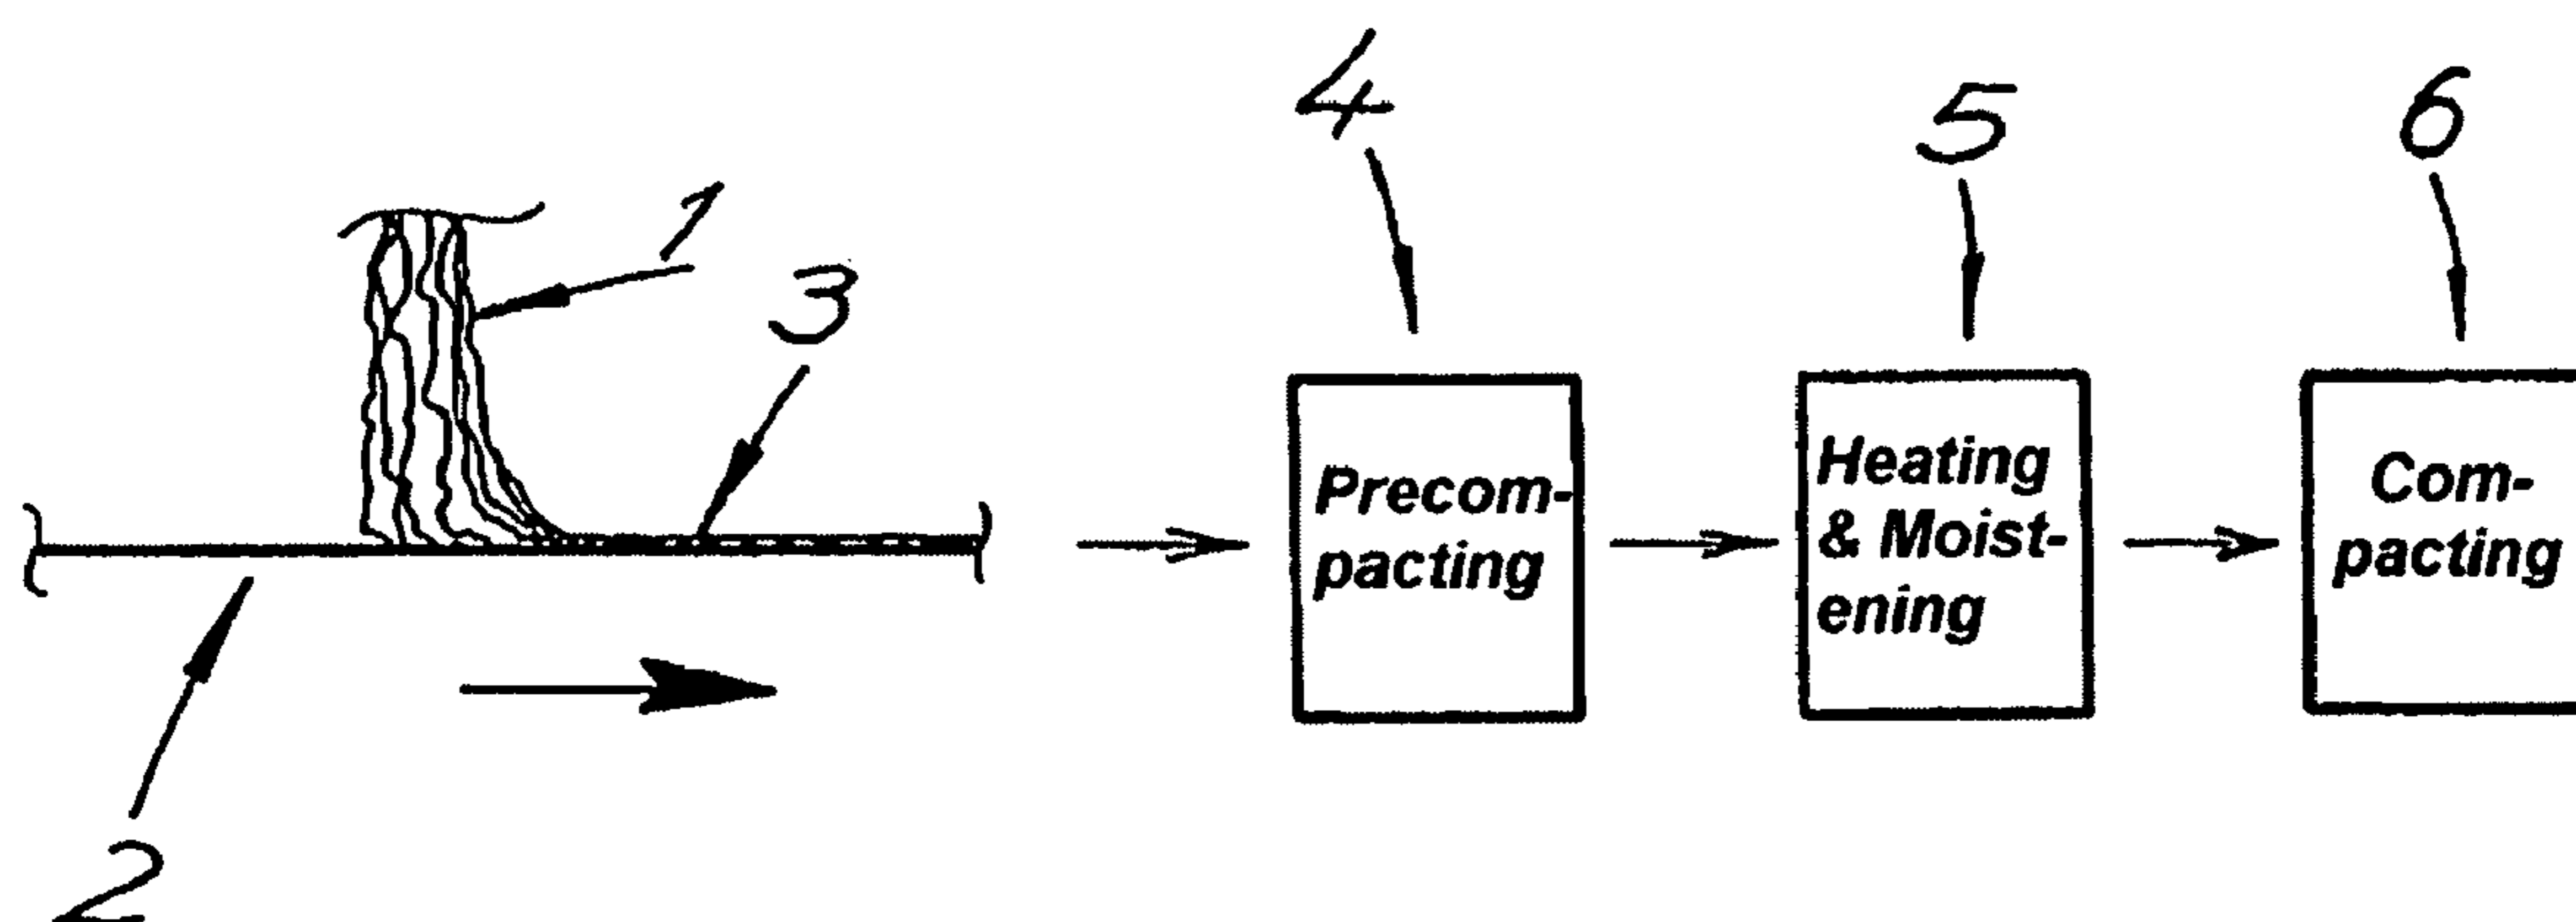 4
5
6
1
3
Precom-
pacting
Heating
& Moist-
ening
Com-
pacting
2